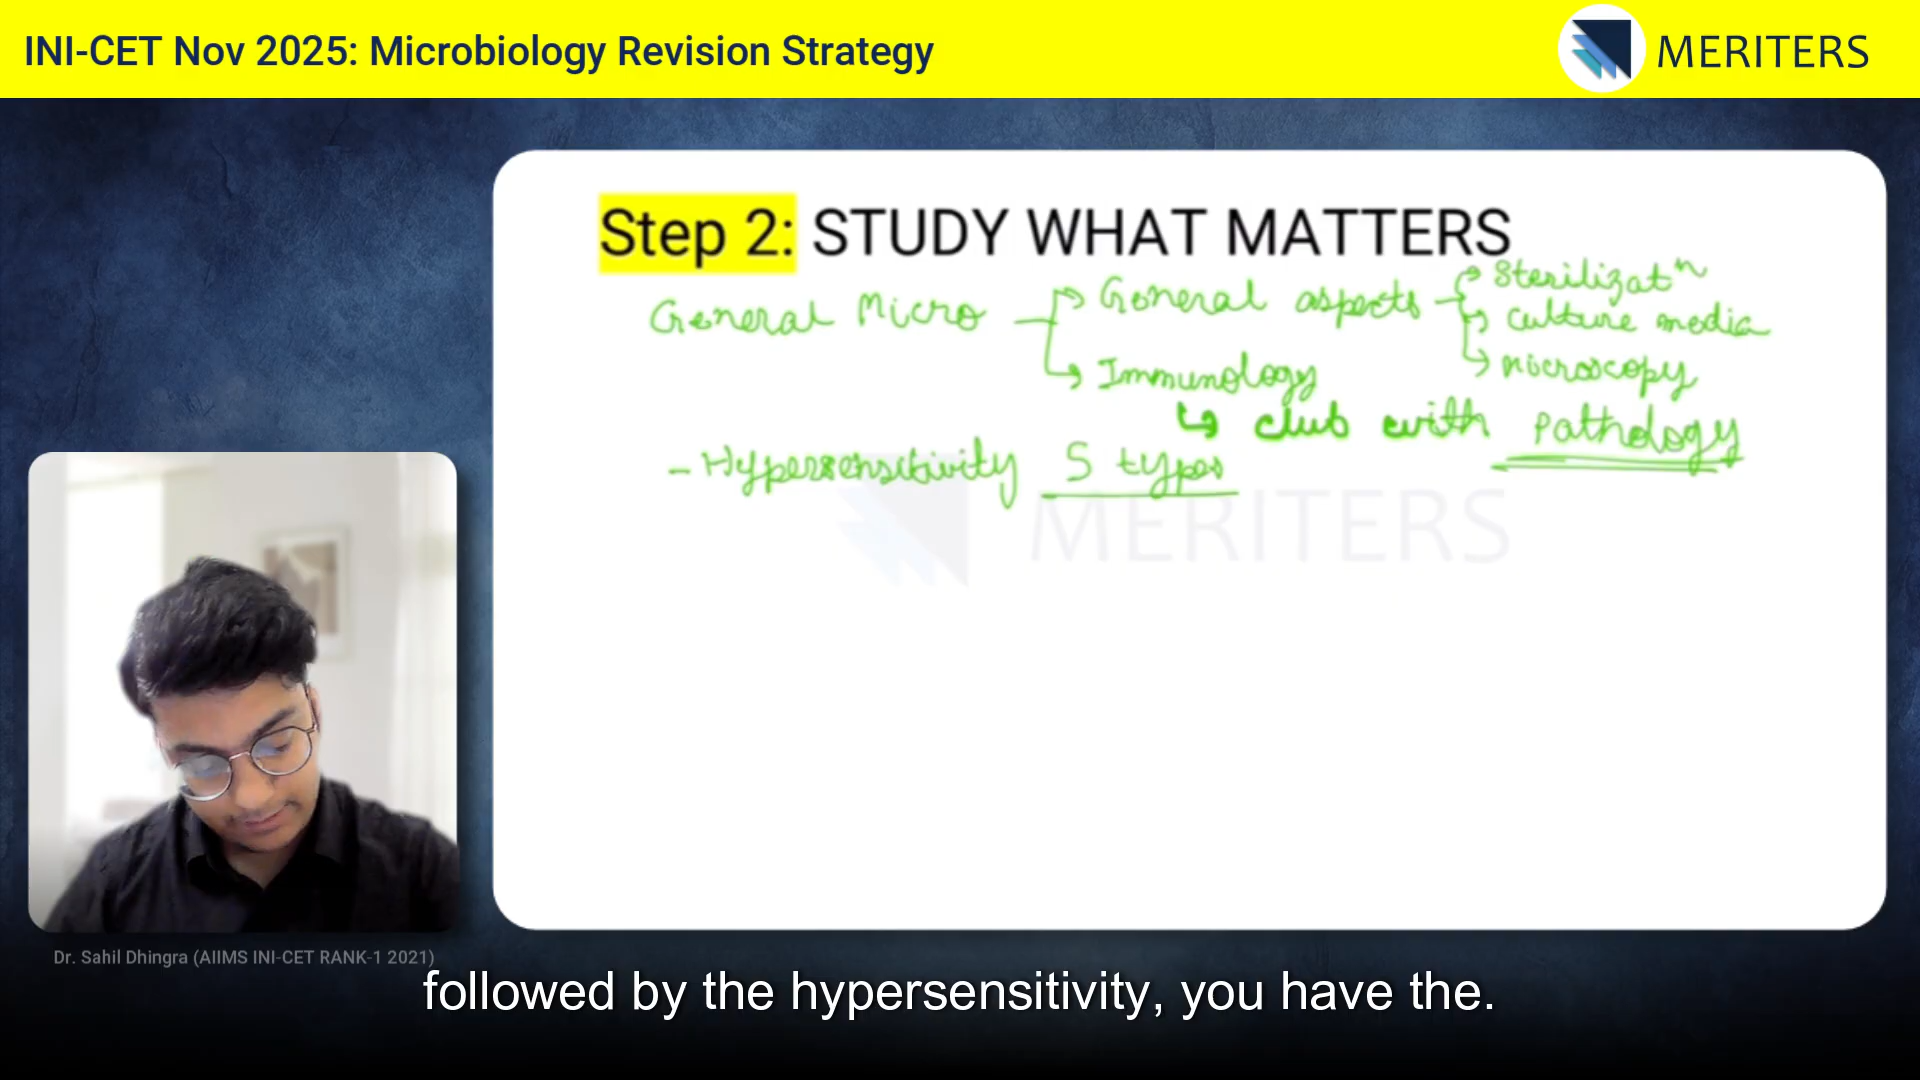 INI-CET Nov 2025: Microbiology Revision Strategy
MERITERS
Step 2: STUDY WHAT MATTERS
General Micro
General aspects
Sterilizatn
culture media
Microscopy
Immunology
club with Pathology
- Hypersensitivity 5 types
MERITERS
Dr. Sahil Dhingra (AIIMS INI-CET RANK-1 2021)
followed by the hypersensitivity, you have the.